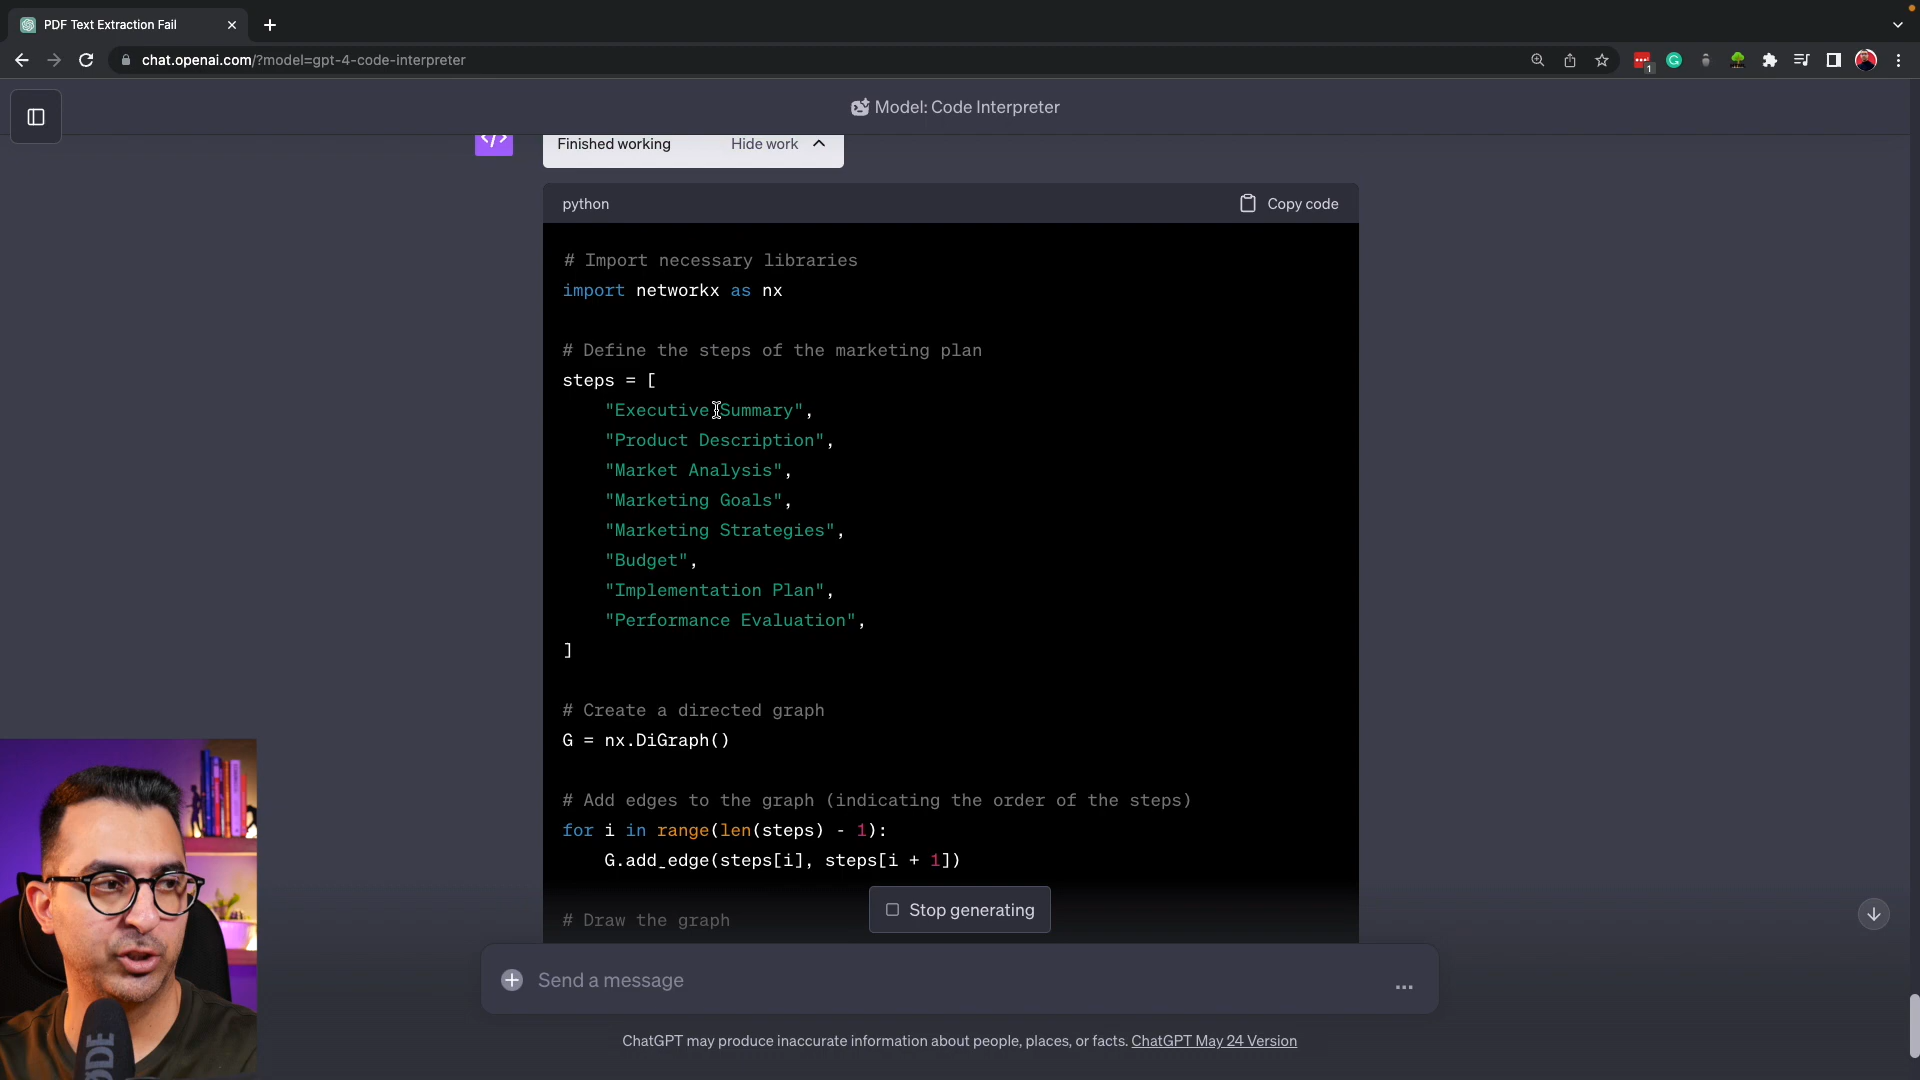 PDF Text Extraction Fail
chat.openai.com/?model=gpt-4-code-interpreter
1
Model: Code Interpreter
Finished working Hide work
python Copy code
# Import necessary libraries
import networkx as nx
# Define the steps of the marketing plan
steps = [
"Executive Summary",
"Product Description",
"Market Analysis",
"Marketing Goals",
"Marketing Strategies",
"Budget",
"Implementation Plan",
"Performance Evaluation",
]
# Create a directed graph
G = nx.DiGraph()
# Add edges to the graph (indicating the order of the steps)
for i in range(len(steps) - 1):
G.add_edge(steps[i], steps[i + 1])
# Draw the graph
Stop generating
Send a message
ChatGPT may produce inaccurate information about people, places, or facts. ChatGPT May 24 Version